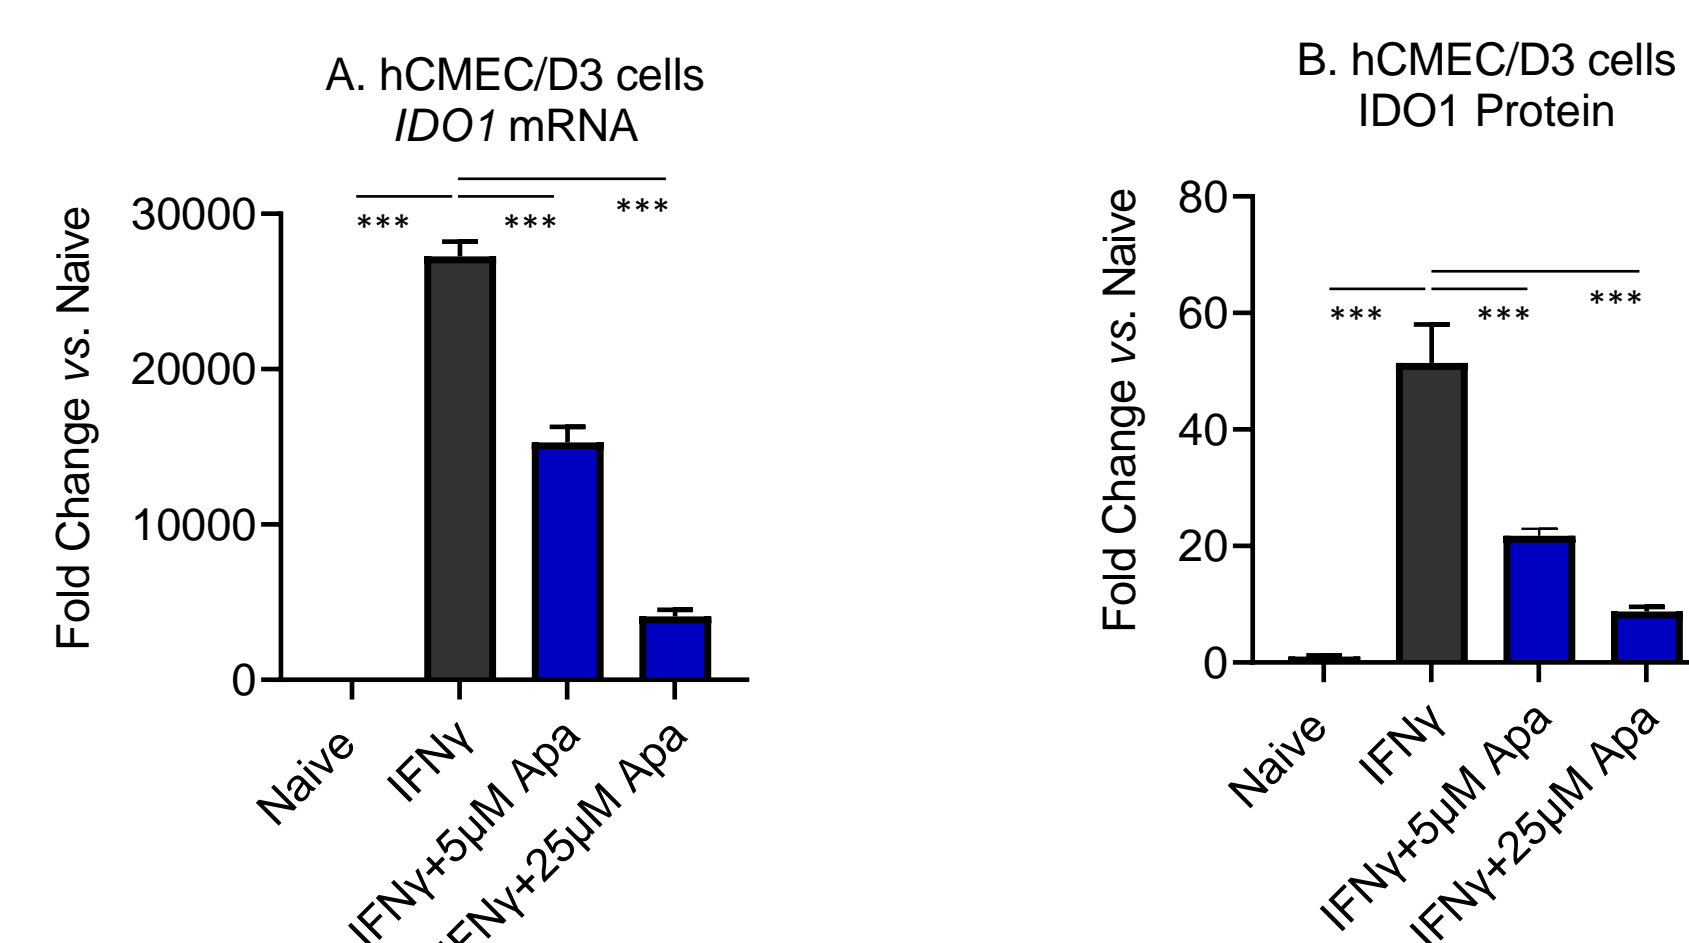 A. hCMEC/D3 cells
IDO1 mRNA
Fold Change vs. Naive
30000
20000
10000
0
***
***
***
Naive
IFNγ
IFNγ+5μM Apa
IFNγ+25μM Apa
B. hCMEC/D3 cells
IDO1 Protein
Fold Change vs. Naive
80
60
40
20
0
***
***
***
Naive
IFNγ
IFNγ+5μM Apa
IFNγ+25μM Apa